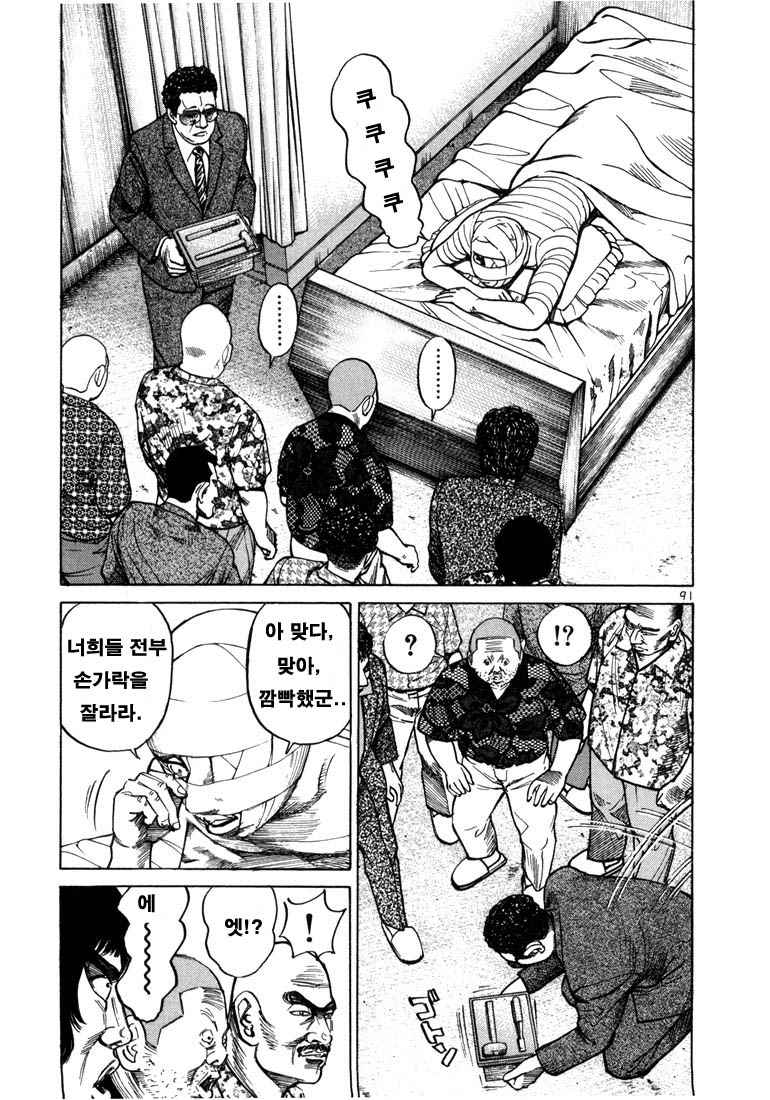 쿠
쿠
쿠
쿠
………
………
91
!?
?
ゴトッ
아 맞다,
맞아,
깜빡했군..
너희들 전부
손가락을
잘라라.
!
엣!?
에